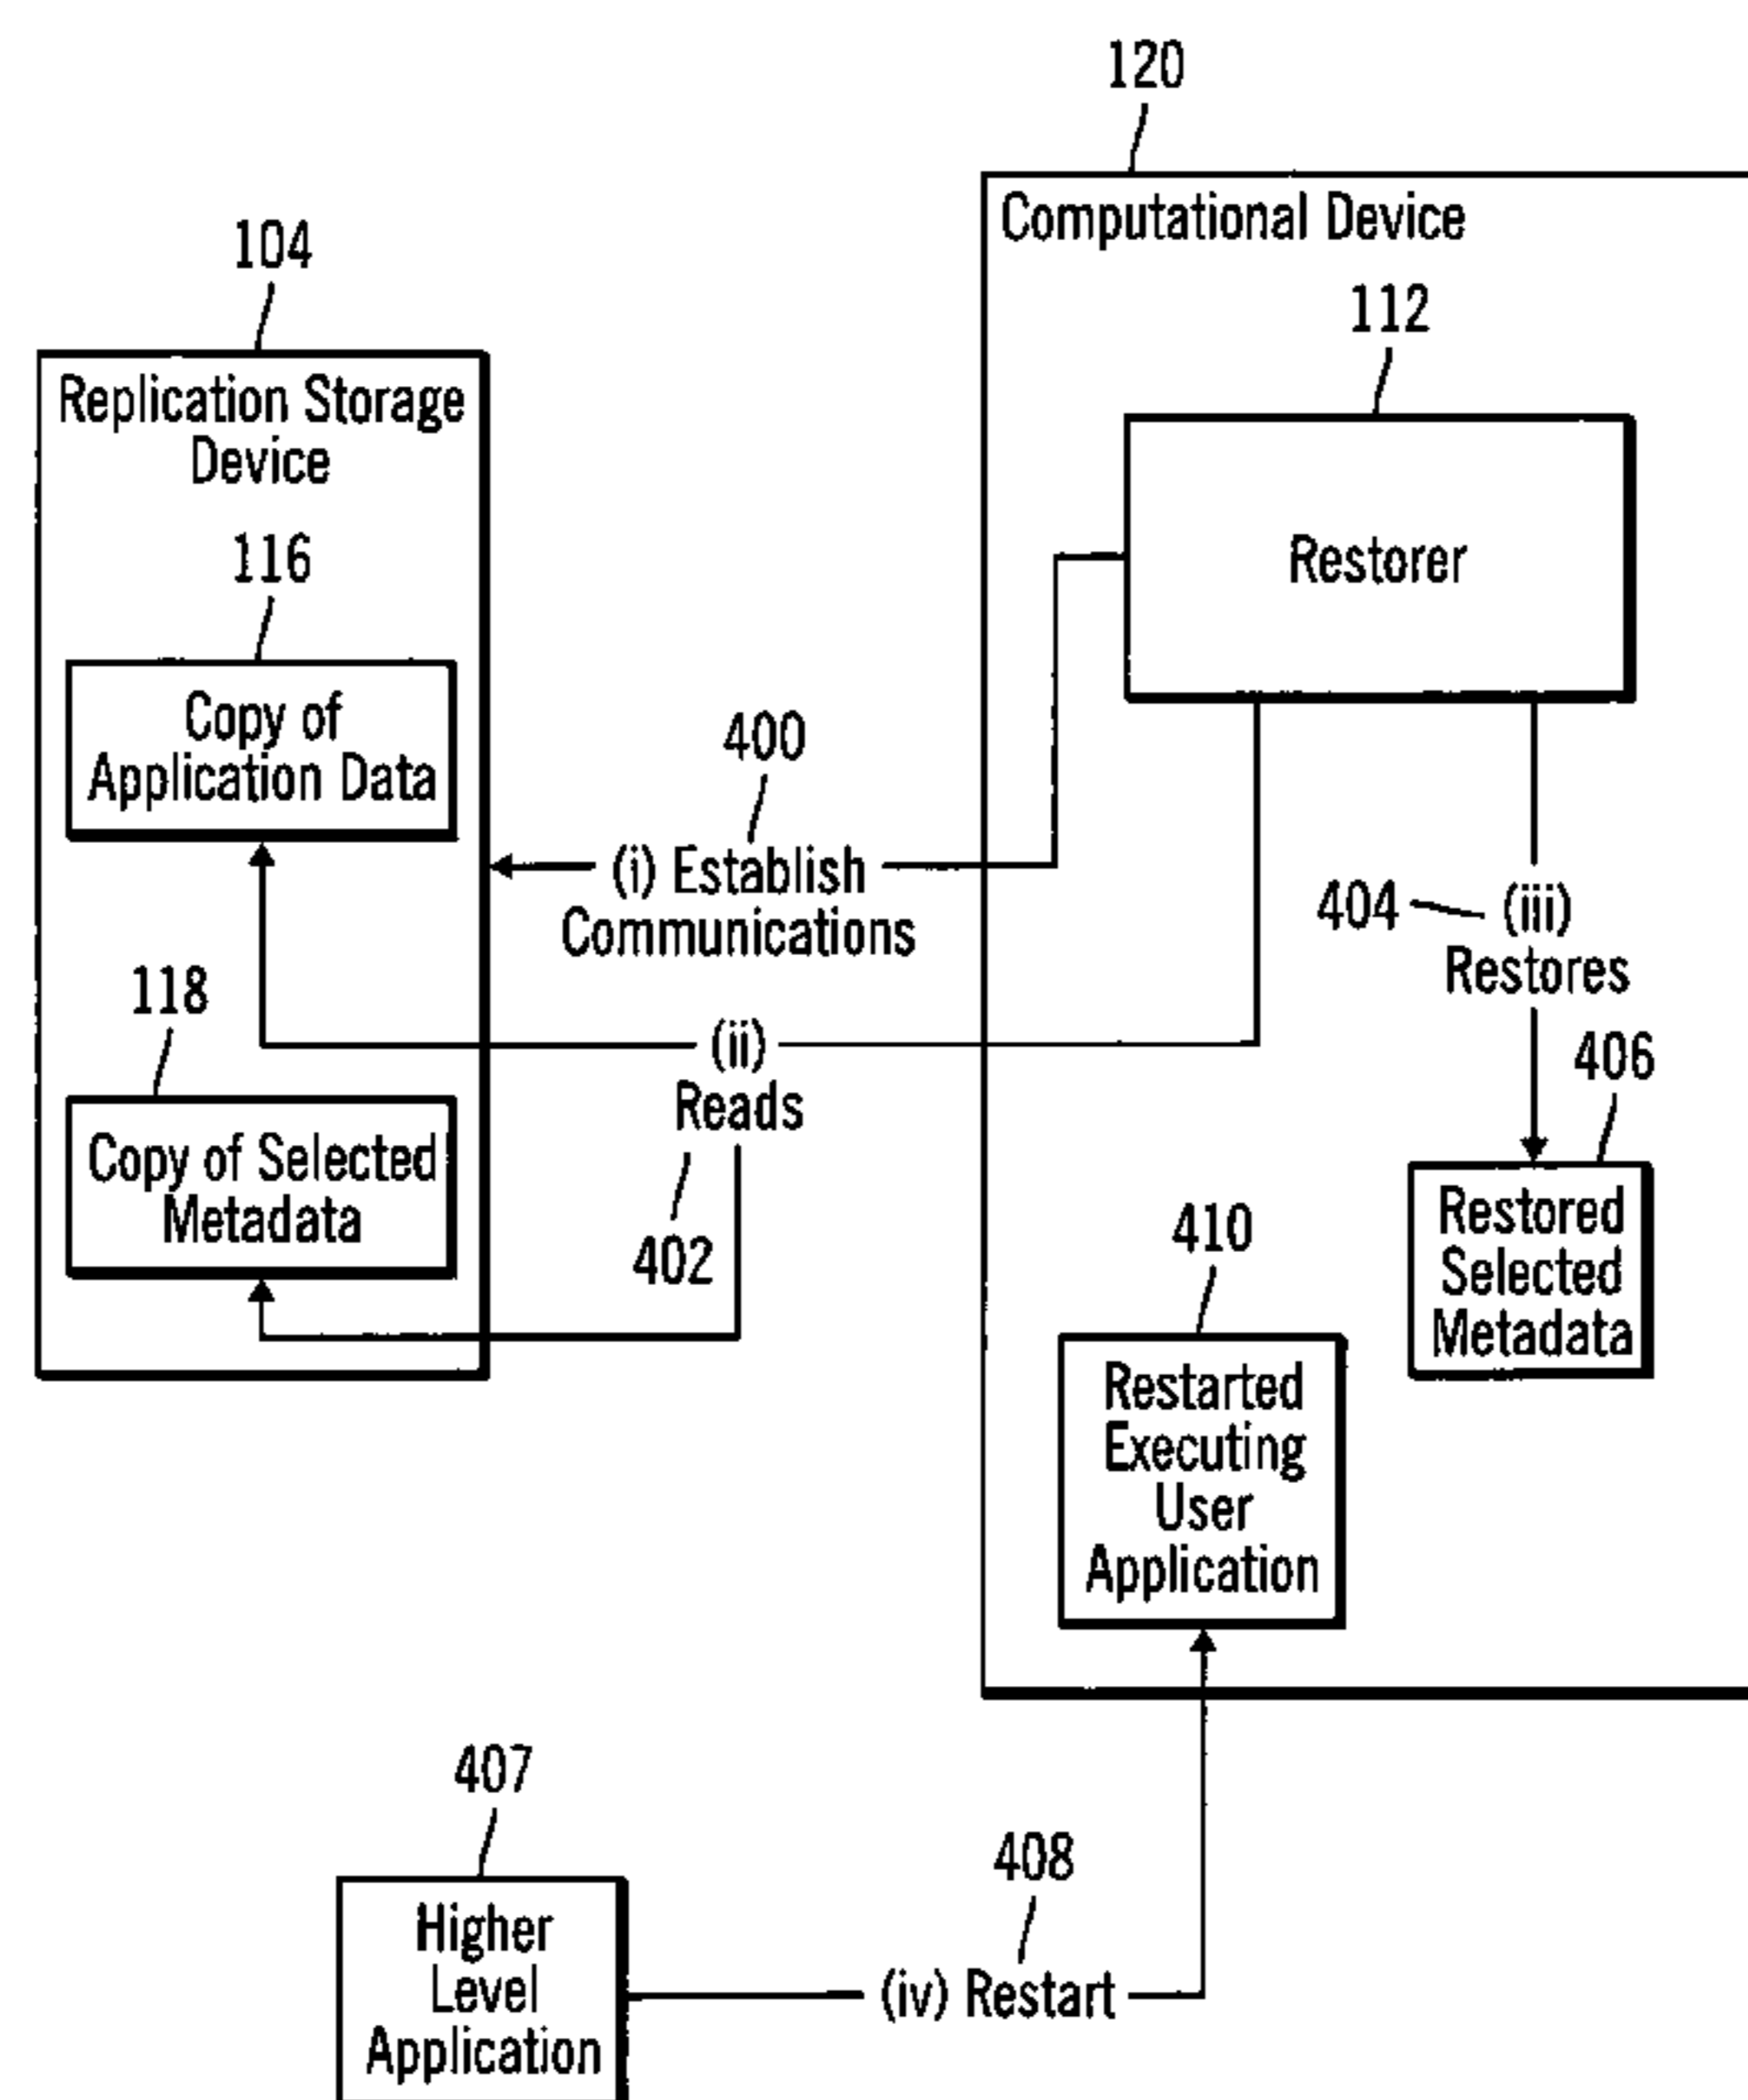 120
Computational Device
104
112
Replication Storage
Device
Restorer
116
Copy of
Application Data
400
(i) Establish
Communications
404
(iii)
Restores
118
(ii)
Reads
406
Copy of Selected
Metadata
402
410
Restored
Selected
Metadata
Restarted
Executing
User
Application
407
408
Higher
Level
Application
(iv) Restart